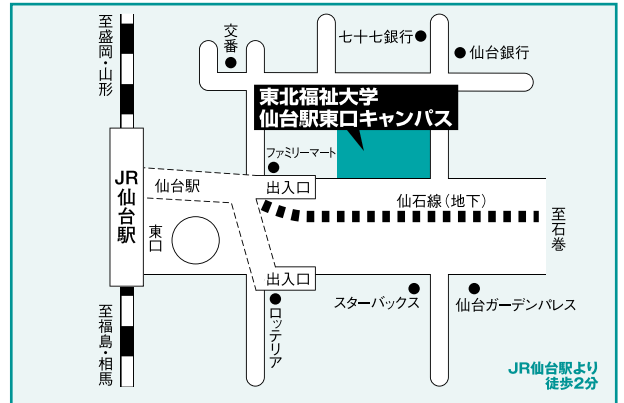 至盛岡・山形
交番
七十七銀行
仙台銀行
東北福祉大学
仙台駅東口キャンパス
ファミリーマート
JR仙台駅
仙台駅
出入口
仙石線（地下）
至石巻
東口
出入口
スターバックス
仙台ガーデンパレス
ロッテリア
至福島・相馬
JR仙台駅より
徒歩2分